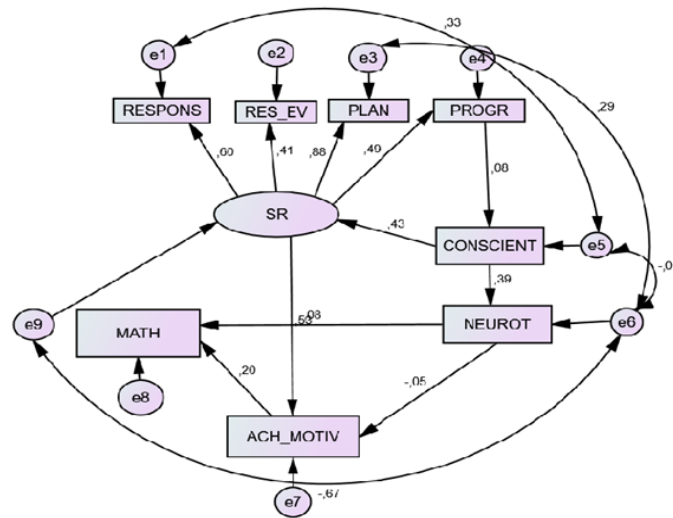 ,33
e1
e2
e3
e4
RESPONS
RES_EV
PLAN
PROGR
,29
,60
,41
,88
,49
,08
SR
,43
CONSCIENT
e5
-,0
,39
e9
MATH
,08
NEUROT
e6
,20
-,05
e8
ACH_MOTIV
e7
-,67